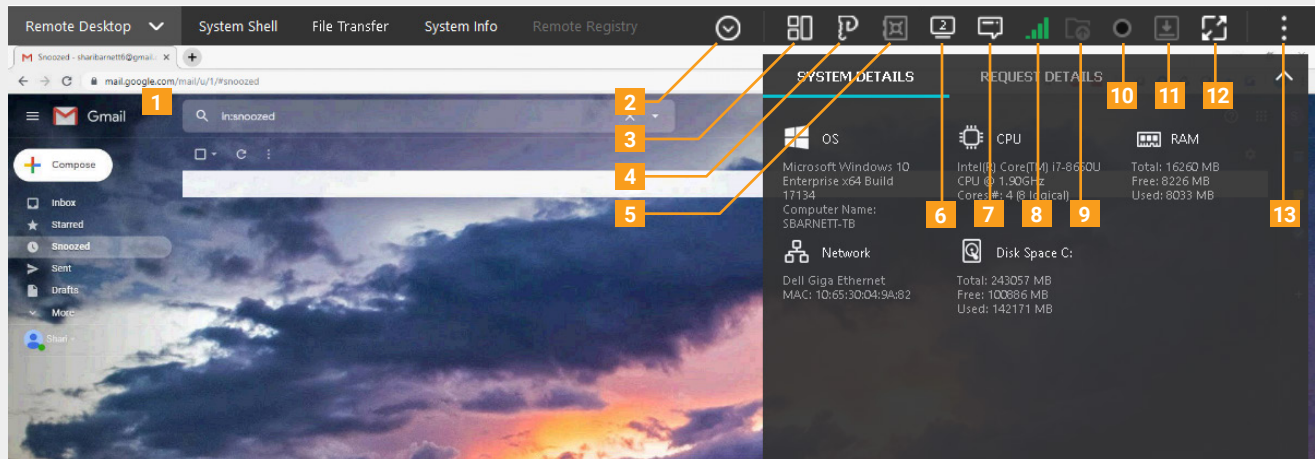 Remote Desktop System Shell File Transfer System Info Remote Registry
2
Snoozed - sharibarnett6@gmail.
mail.google.com/mail/u/1/#snoozed
SYSTEM DETAILS REQUEST DETAILS
1 2 3 4 5 6 7 8 9 10 11 12 13
Gmail
in:snoozed
Compose
Inbox
Starred
Snoozed
Sent
Drafts
More
Shari
OS
Microsoft Windows 10
Enterprise x64 Build
17134
Computer Name:
SBARNETT-TB
CPU
Intel(R) Core(TM) i7-8650U
CPU @ 1.90GHz
Cores #: 4 (8 logical)
RAM
Total: 16260 MB
Free: 8226 MB
Used: 8033 MB
Network
Dell Giga Ethernet
MAC: 10:65:30:04:9A:82
Disk Space C:
Total: 243057 MB
Free: 100886 MB
Used: 142171 MB